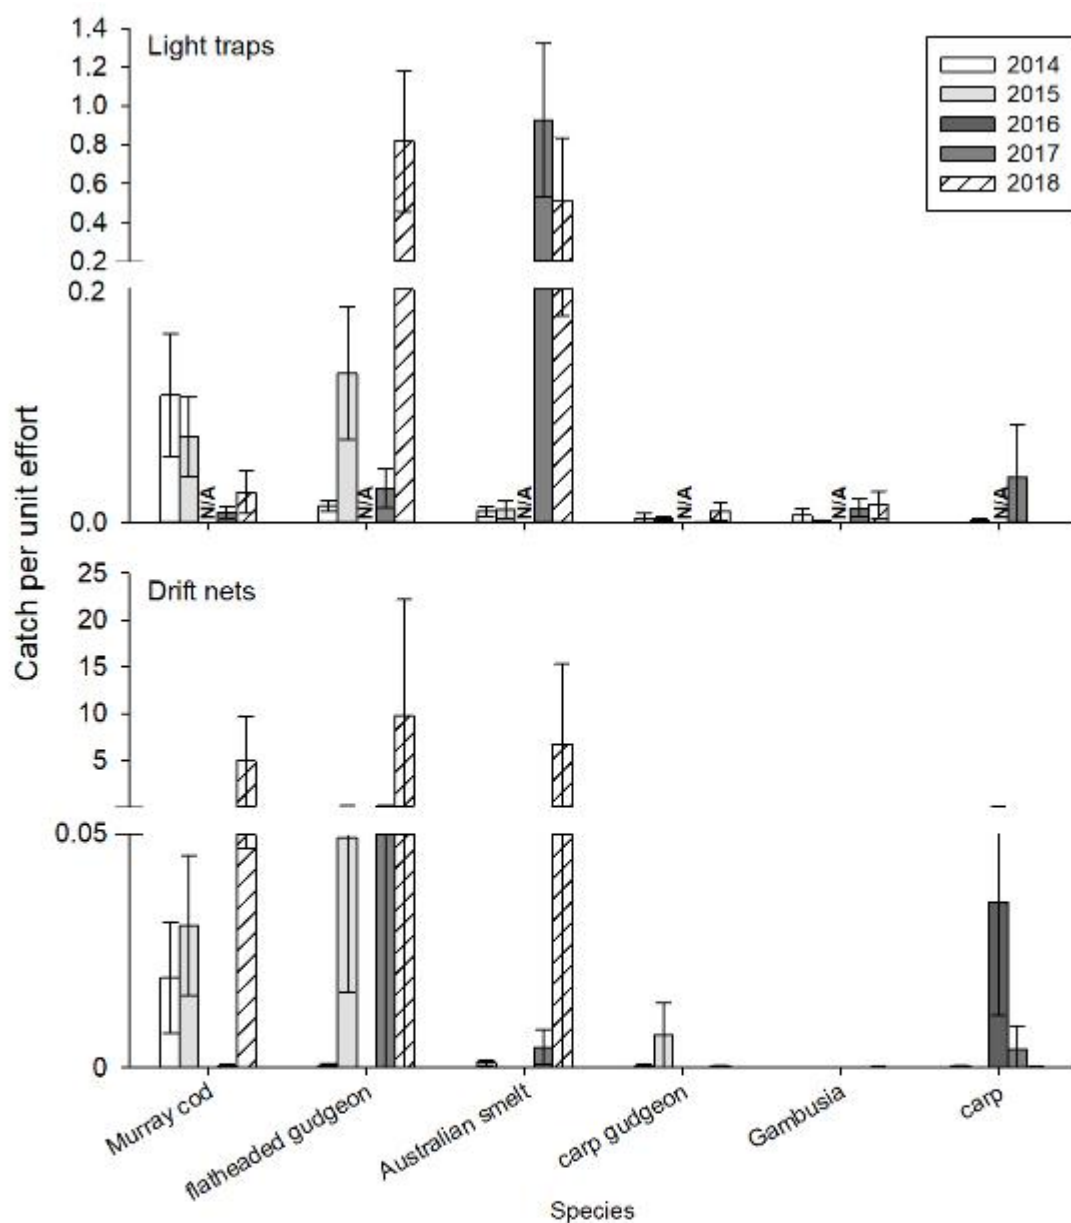 Light traps
1.4
1.2
1.0
0.8
0.6
0.4
0.2
0.2
0.0
2014
2015
2016
2017
2018
N/A
N/A
N/A
N/A
N/A
N/A
Catch per unit effort
Drift nets
25
20
15
10
5
0.05
0
Murray cod
flatheaded gudgeon
Australian smelt
carp gudgeon
Gambusia
carp
Species